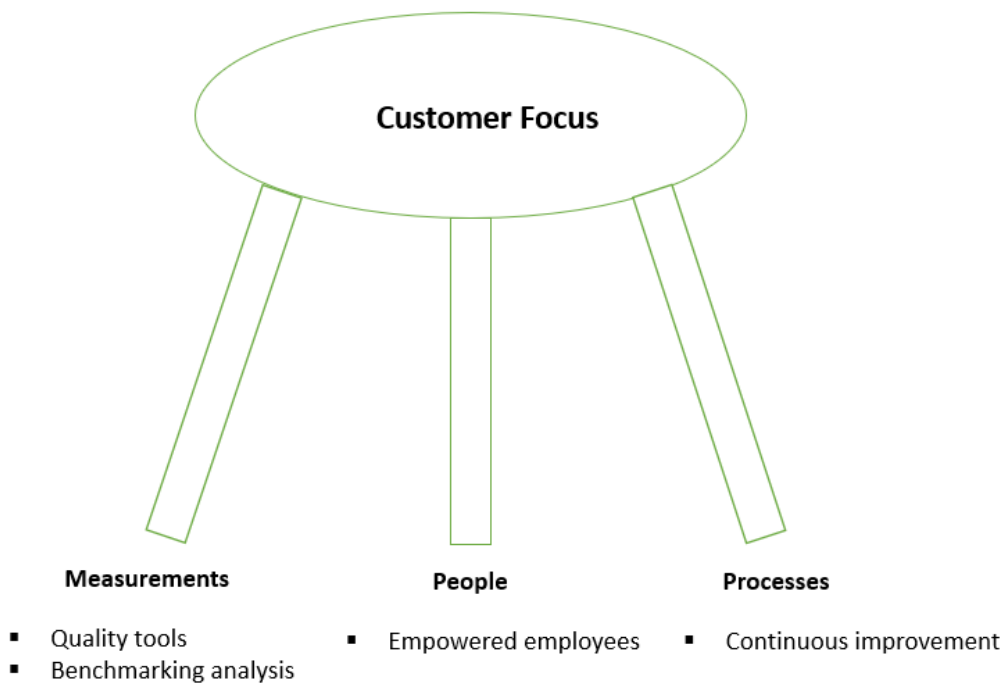 Customer Focus
Measurements
▪ Quality tools
▪ Benchmarking analysis
People
▪ Empowered employees
Processes
▪ Continuous improvement